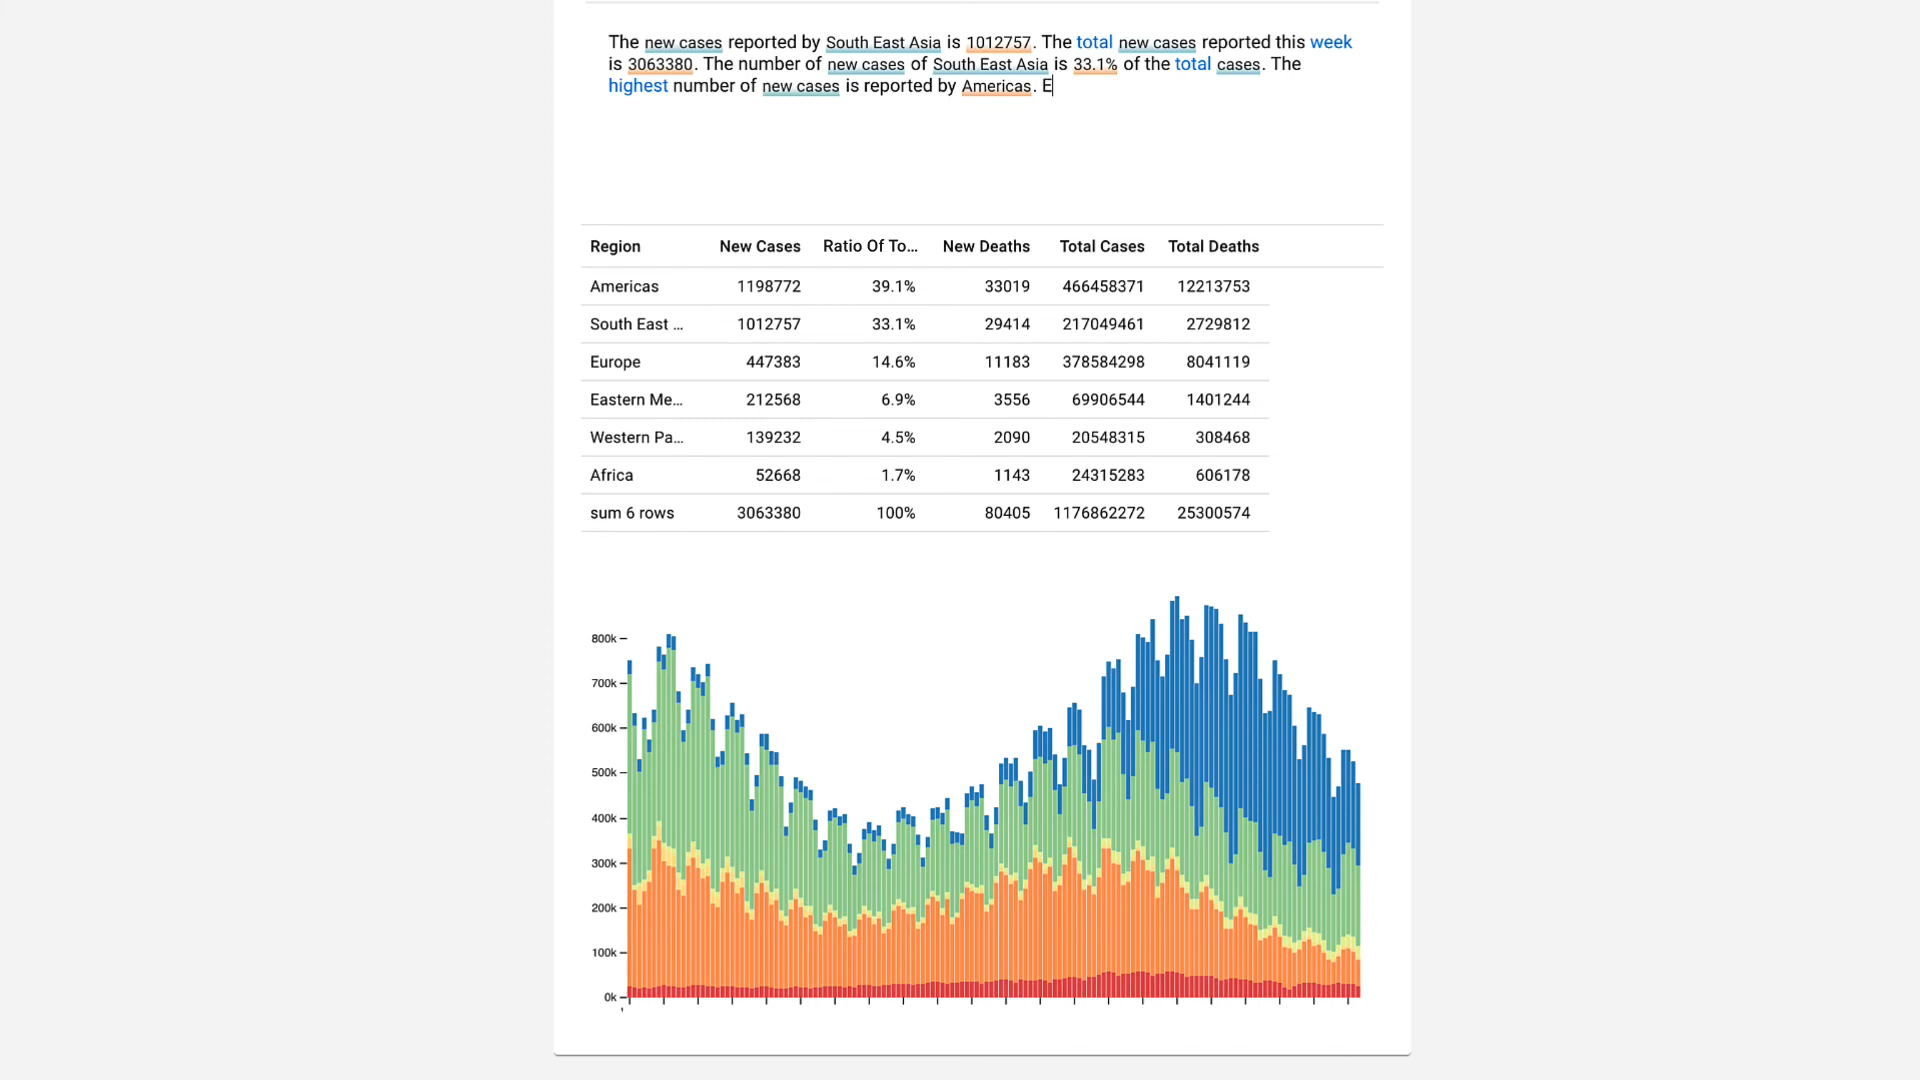 The new cases reported by South East Asia is 1012757. The total new cases reported this week
is 3063380. The number of new cases of South East Asia is 33.1% of the total cases. The
highest number of new cases is reported by Americas. E
Region New Cases Ratio Of To... New Deaths Total Cases Total Deaths
Americas 1198772 39.1% 33019 466458371 12213753
South East ... 1012757 33.1% 29414 217049461 2729812
Europe 447383 14.6% 11183 378584298 8041119
Eastern Me... 212568 6.9% 3556 69906544 1401244
Western Pa... 139232 4.5% 2090 20548315 308468
Africa 52668 1.7% 1143 24315283 606178
sum 6 rows 3063380 100% 80405 1176862272 25300574
800k
700k
600k
500k
400k
300k
200k
100k
0k